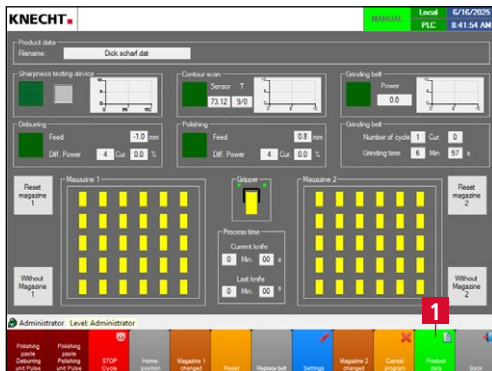 KNECHT
MANUAL
Local
6/16/2025
PLC
8:41:54 AM
Product data
Filename:
Dick scharf.dat
Sharpness testing device
Contour scan
Sensor T
73.12 9/0
Grinding belt
Power
0.0
Deburring
Feed -1.0 mm
Diff. Power 4 Cur. 0.0 %
Polishing
Feed 0.8 mm
Diff. Power 4 Cur. 0.0 %
Grinding belt
Number of cycle 1 Cur. 0
Grinding time 6 Min. 57 s
Reset
magazine
1
Magazine 1
Gripper
Magazine 2
Reset
magazine
2
Process time
Current knife
0 Min. 00 s
Last knife
0 Min. 00 s
Without
Magazine
1
Without
Magazine
2
Administrator Level: Administrator
1
Polishing
paste
Deburring
unit Pulse
Polishing
paste
Polishing
unit Pulse
STOP
Cycle
Home-
position
Magazine 1
changed
Reset
Replace belt
Settings
Magazine 2
changed
Cancel
program
Product
data
Back